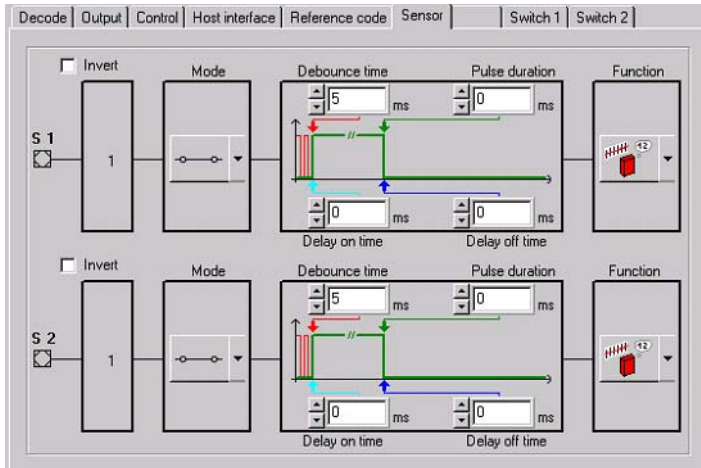 Decode Output Control Host interface Reference code Sensor Switch 1 Switch 2
Invert
Mode Debounce time Pulse duration Function
5 ms 0 ms
S 1
1
12
0 ms 0 ms
Delay on time Delay off time
Invert
Mode Debounce time Pulse duration Function
5 ms 0 ms
S 2
1
12
0 ms 0 ms
Delay on time Delay off time